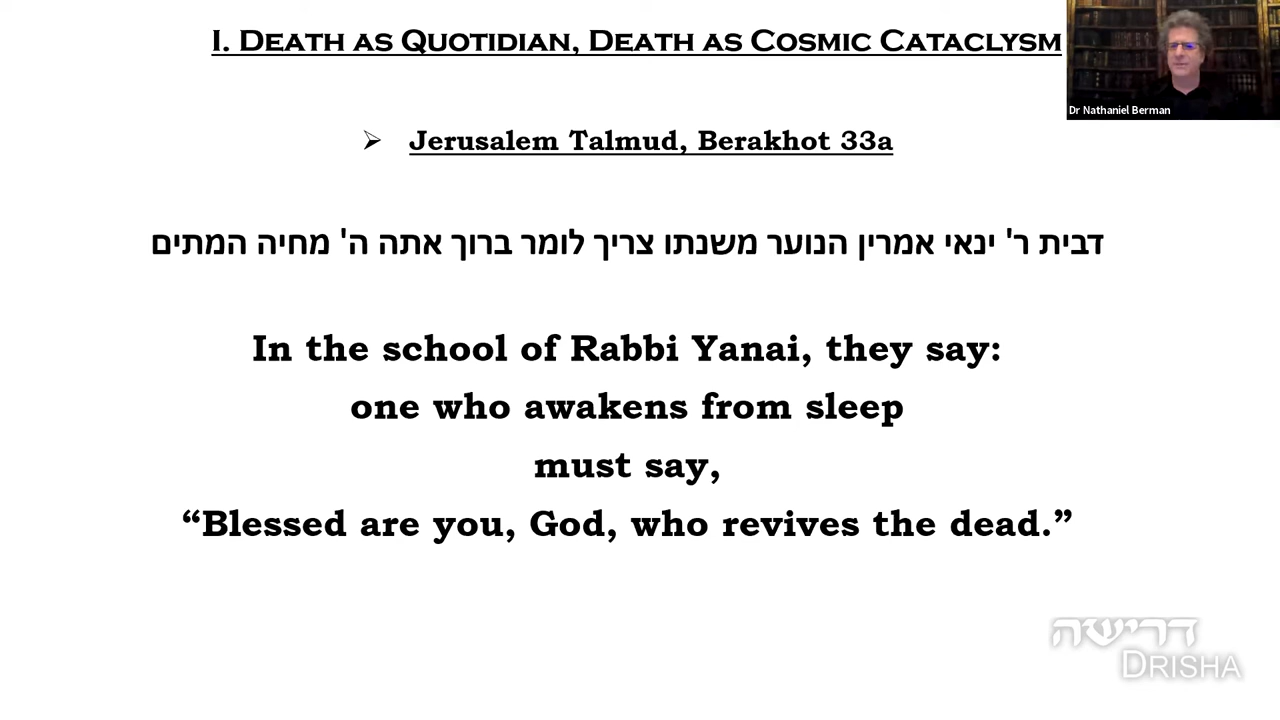 I. Death as Quotidian, Death as Cosmic Cataclysm
Dr Nathaniel Berman
➢ Jerusalem Talmud, Berakhot 33a
דבית ר' ינאי אמרין הנוער משנתו צריך לומר ברוך אתה ה' מחיה המתים
In the school of Rabbi Yanai, they say:
one who awakens from sleep
must say,
“Blessed are you, God, who revives the dead.”
דרישה
Drisha